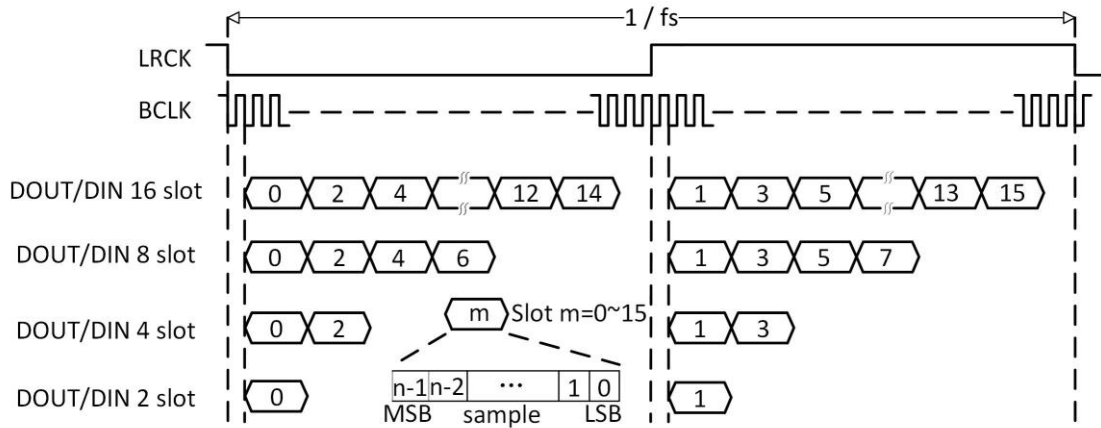 1 / fs
LRCK
BCLK
DOUT/DIN 16 slot 0 2 4 12 14 1 3 5 13 15
DOUT/DIN 8 slot 0 2 4 6 1 3 5 7
m Slot m=0~15
DOUT/DIN 4 slot 0 2 1 3
n-1 n-2 ... 1 0
DOUT/DIN 2 slot 0 1
MSB sample LSB